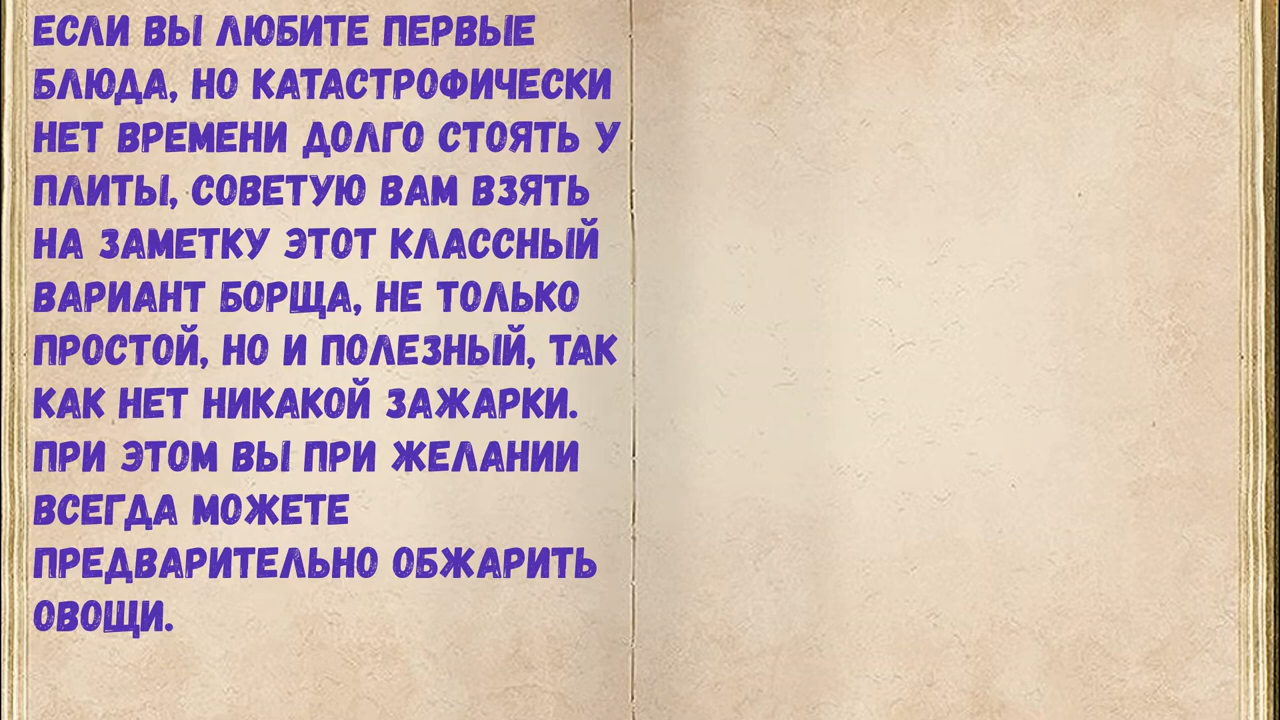 ЕСЛИ ВЫ ЛЮБИТЕ ПЕРВЫЕ
БЛЮДА, НО КАТАСТРОФИЧЕСКИ
НЕТ ВРЕМЕНИ ДОЛГО СТОЯТЬ У
ПЛИТЫ, СОВЕТУЮ ВАМ ВЗЯТЬ
НА ЗАМЕТКУ ЭТОТ КЛАССНЫЙ
ВАРИАНТ БОРЩА, НЕ ТОЛЬКО
ПРОСТОЙ, НО И ПОЛЕЗНЫЙ, ТАК
КАК НЕТ НИКАКОЙ ЗАЖАРКИ.
ПРИ ЭТОМ ВЫ ПРИ ЖЕЛАНИИ
ВСЕГДА МОЖЕТЕ
ПРЕДВАРИТЕЛЬНО ОБЖАРИТЬ
ОВОЩИ.